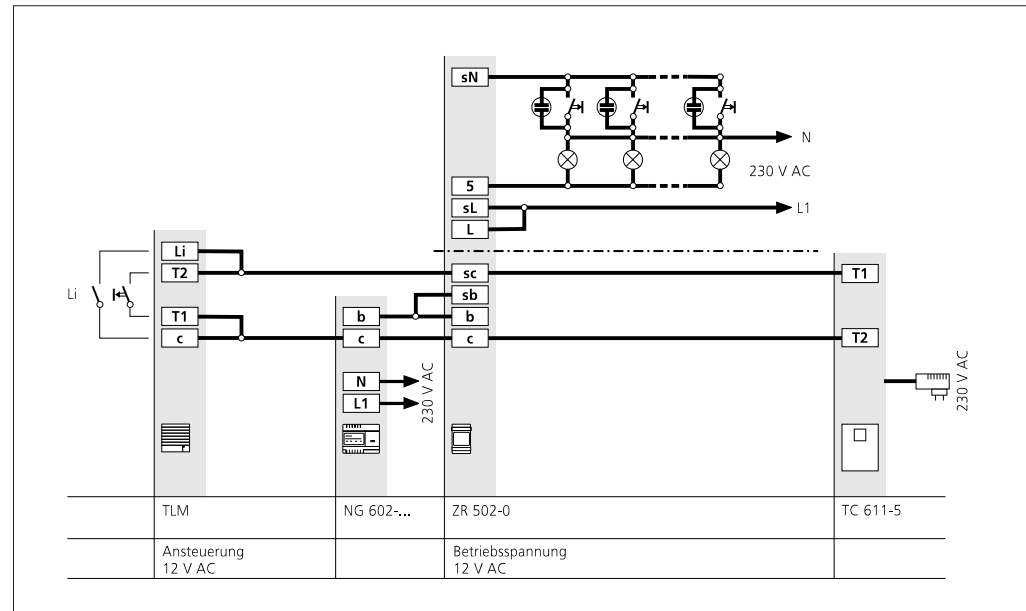 sN
N
230 V AC
5
sL
L1
L
Li
T2
sc
T1
sb
Li
T1
b
b
c
c
c
T2
N
L1
230 V AC
230 V AC
TLM
NG 602-...
ZR 502-0
TC 611-5
Ansteuerung
12 V AC
Betriebsspannung
12 V AC